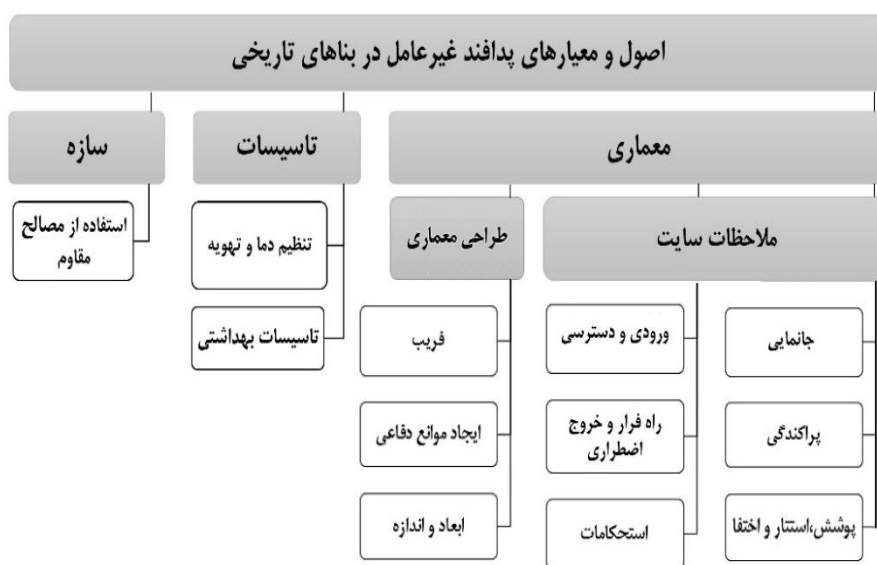 اصول و معیارهای پدافند غیرعامل در بناهای تاریخی
معماری
تاسیسات
سازه
ملاحظات سایت
طراحی معماری
تنظیم دما و تهویه
استفاده از مصالح
مقاوم
جانمایی
ورودی و دسترسی
فریب
تاسیسات بهداشتی
پراکندگی
راه فرار و خروج
اضطراری
ایجاد موانع دفاعی
پوشش،استتار و اختفا
استحکامات
ابعاد و اندازه